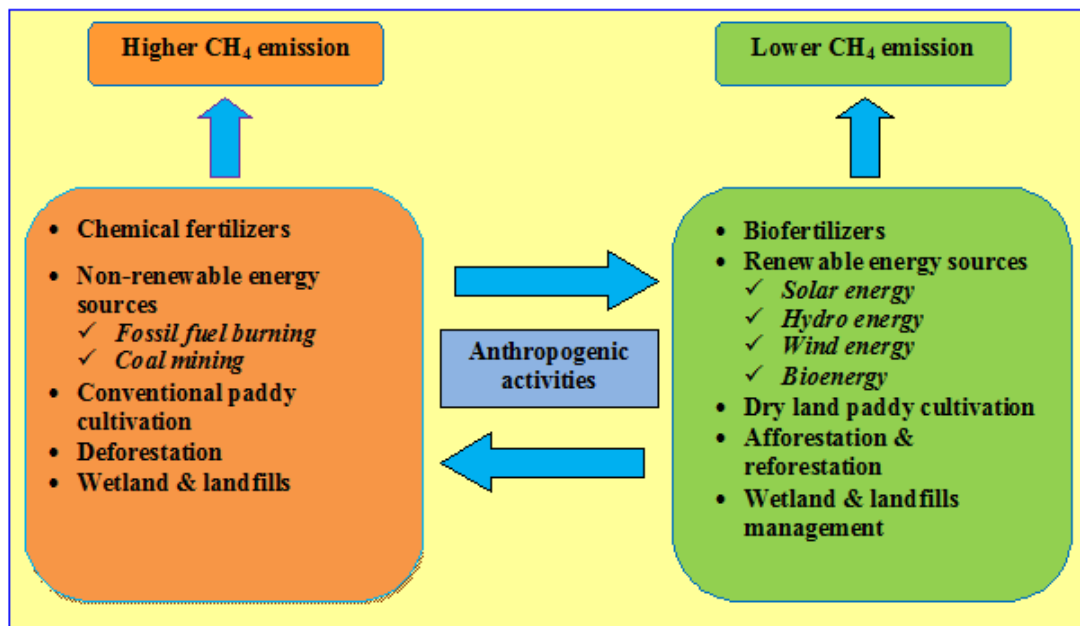 Higher CH₄ emission
Lower CH₄ emission
• Chemical fertilizers
• Non-renewable energy
sources
✓ Fossil fuel burning
✓ Coal mining
• Conventional paddy
cultivation
• Deforestation
• Wetland & landfills
Anthropogenic
activities
• Biofertilizers
• Renewable energy sources
✓ Solar energy
✓ Hydro energy
✓ Wind energy
✓ Bioenergy
• Dry land paddy cultivation
• Afforestation &
reforestation
• Wetland & landfills
management